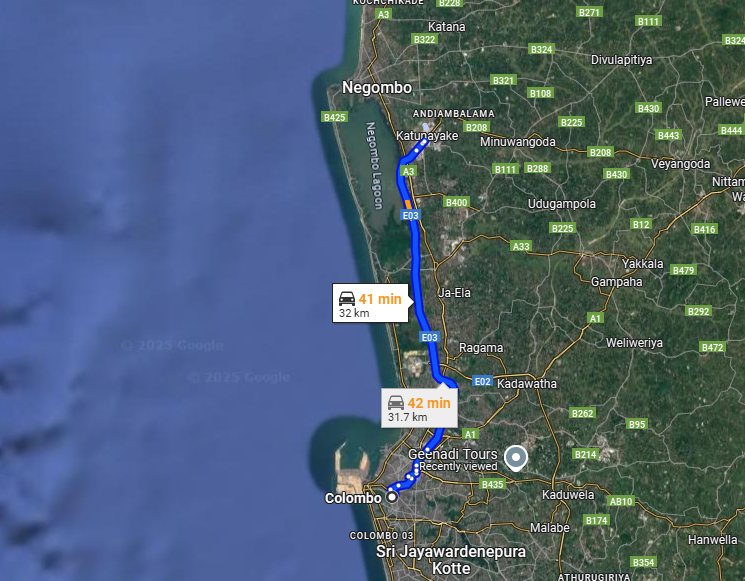 KOCHCHIKADE
B228
A3
B271
B111
Katana
B322
B324
B324
Divulapitiya
B321
Negombo
B108
B430
Pallewe
B425
ANDIAMBALAMA
B208
B225
B443
B444
Katunayake
Minuwangoda
B208
Veyangoda
Negombo Lagoon
A3
B111
B288
B430
Nittam
Wa
B400
Udugampola
E03
B225
B12
B416
A33
Yakkala
B479
Gampaha
41 min
32 km
Ja-Ela
B292
A1
E03
Weliweriya
B472
Ragama
© 2025 Google
© 2025 Google
E02
Kadawatha
42 min
31.7 km
B262
B95
A1
Geenadi Tours
Recently viewed
B214
B435
Colombo
Kaduwela
AB10
B174
Malabe
COLOMBO 03
Hanwella
Sri Jayawardenepura
Kotte
B354
ATHURUGIRIYA